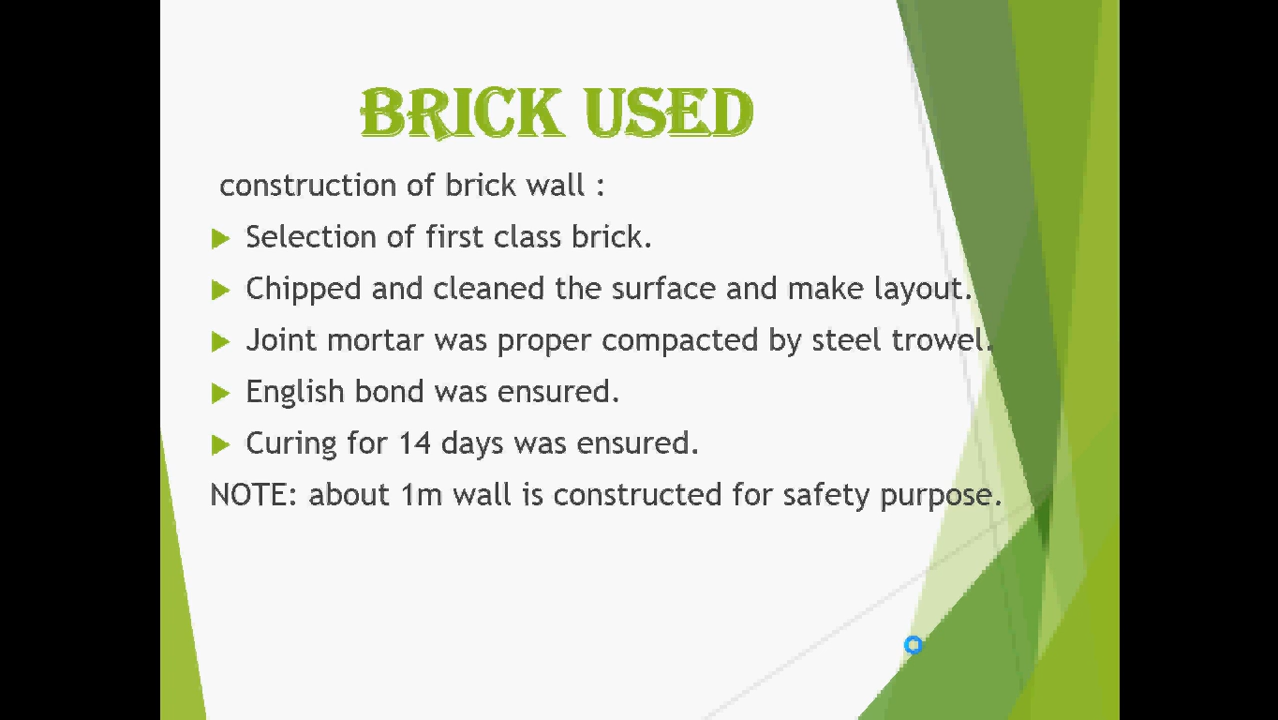 BRICK USED
construction of brick wall :
Selection of first class brick.
Chipped and cleaned the surface and make layout.
Joint mortar was proper compacted by steel trowel.
English bond was ensured.
Curing for 14 days was ensured.
NOTE: about 1m wall is constructed for safety purpose.